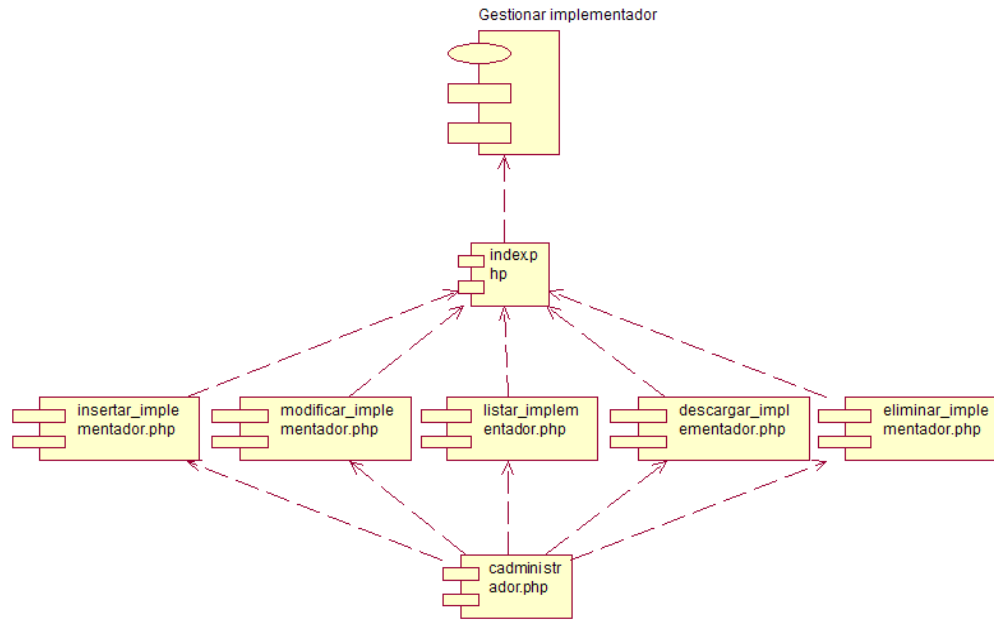 Gestionar implementador
index.p
hp
insertar_imple
mentador.php
modificar_imple
mentador.php
listar_implem
entador.php
descargar_impl
ementador.php
eliminar_imple
mentador.php
cadministr
ador.php